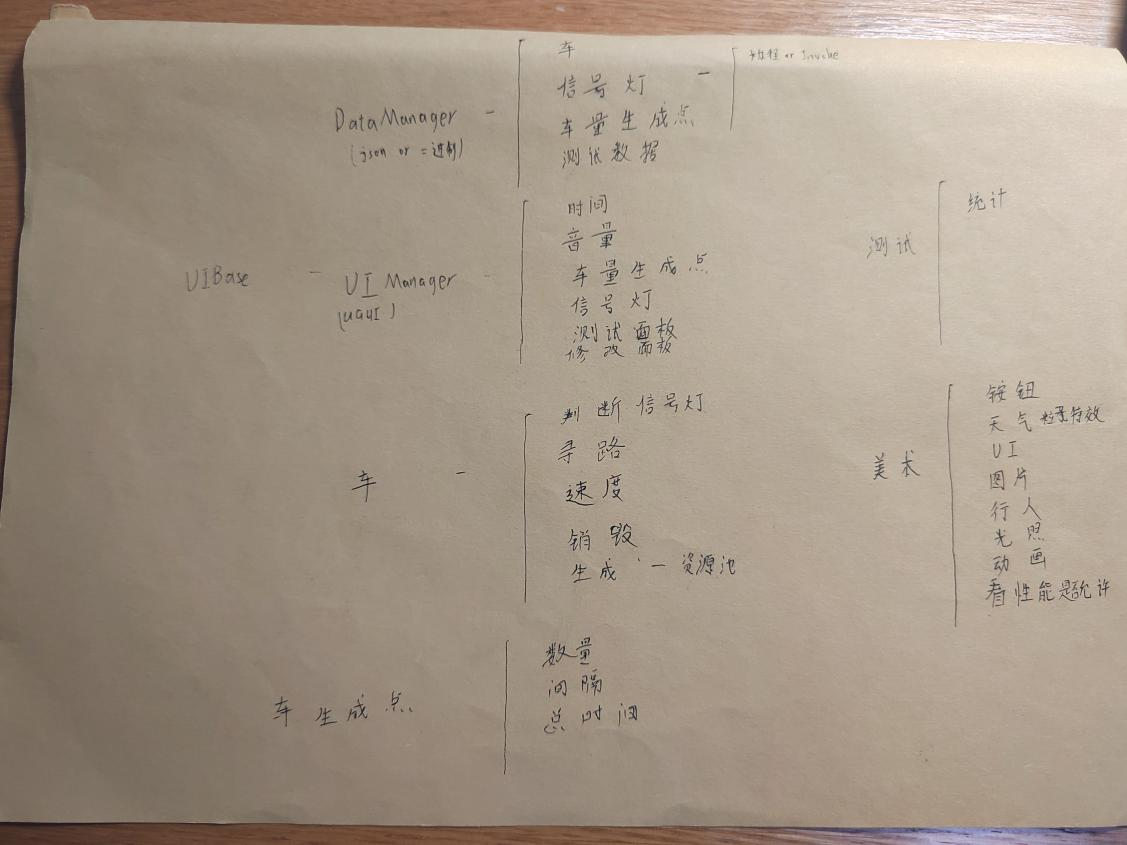 DataManager
(json or 二进制)
车
信号灯
车量生成点
测试数据
协程 or Invoke
UIBase
UI Manager
(UGUI)
时间
音量
车量生成点
信号灯
测试面板
修改面板
车
判断信号灯
寻路
速度
销毁
生成 — 资源池
车生成点
数量
间隔
总时间
测试
统计
美术
按钮
天气粒子特效
UI
图片
行人
光照
动画
看性能是否允许